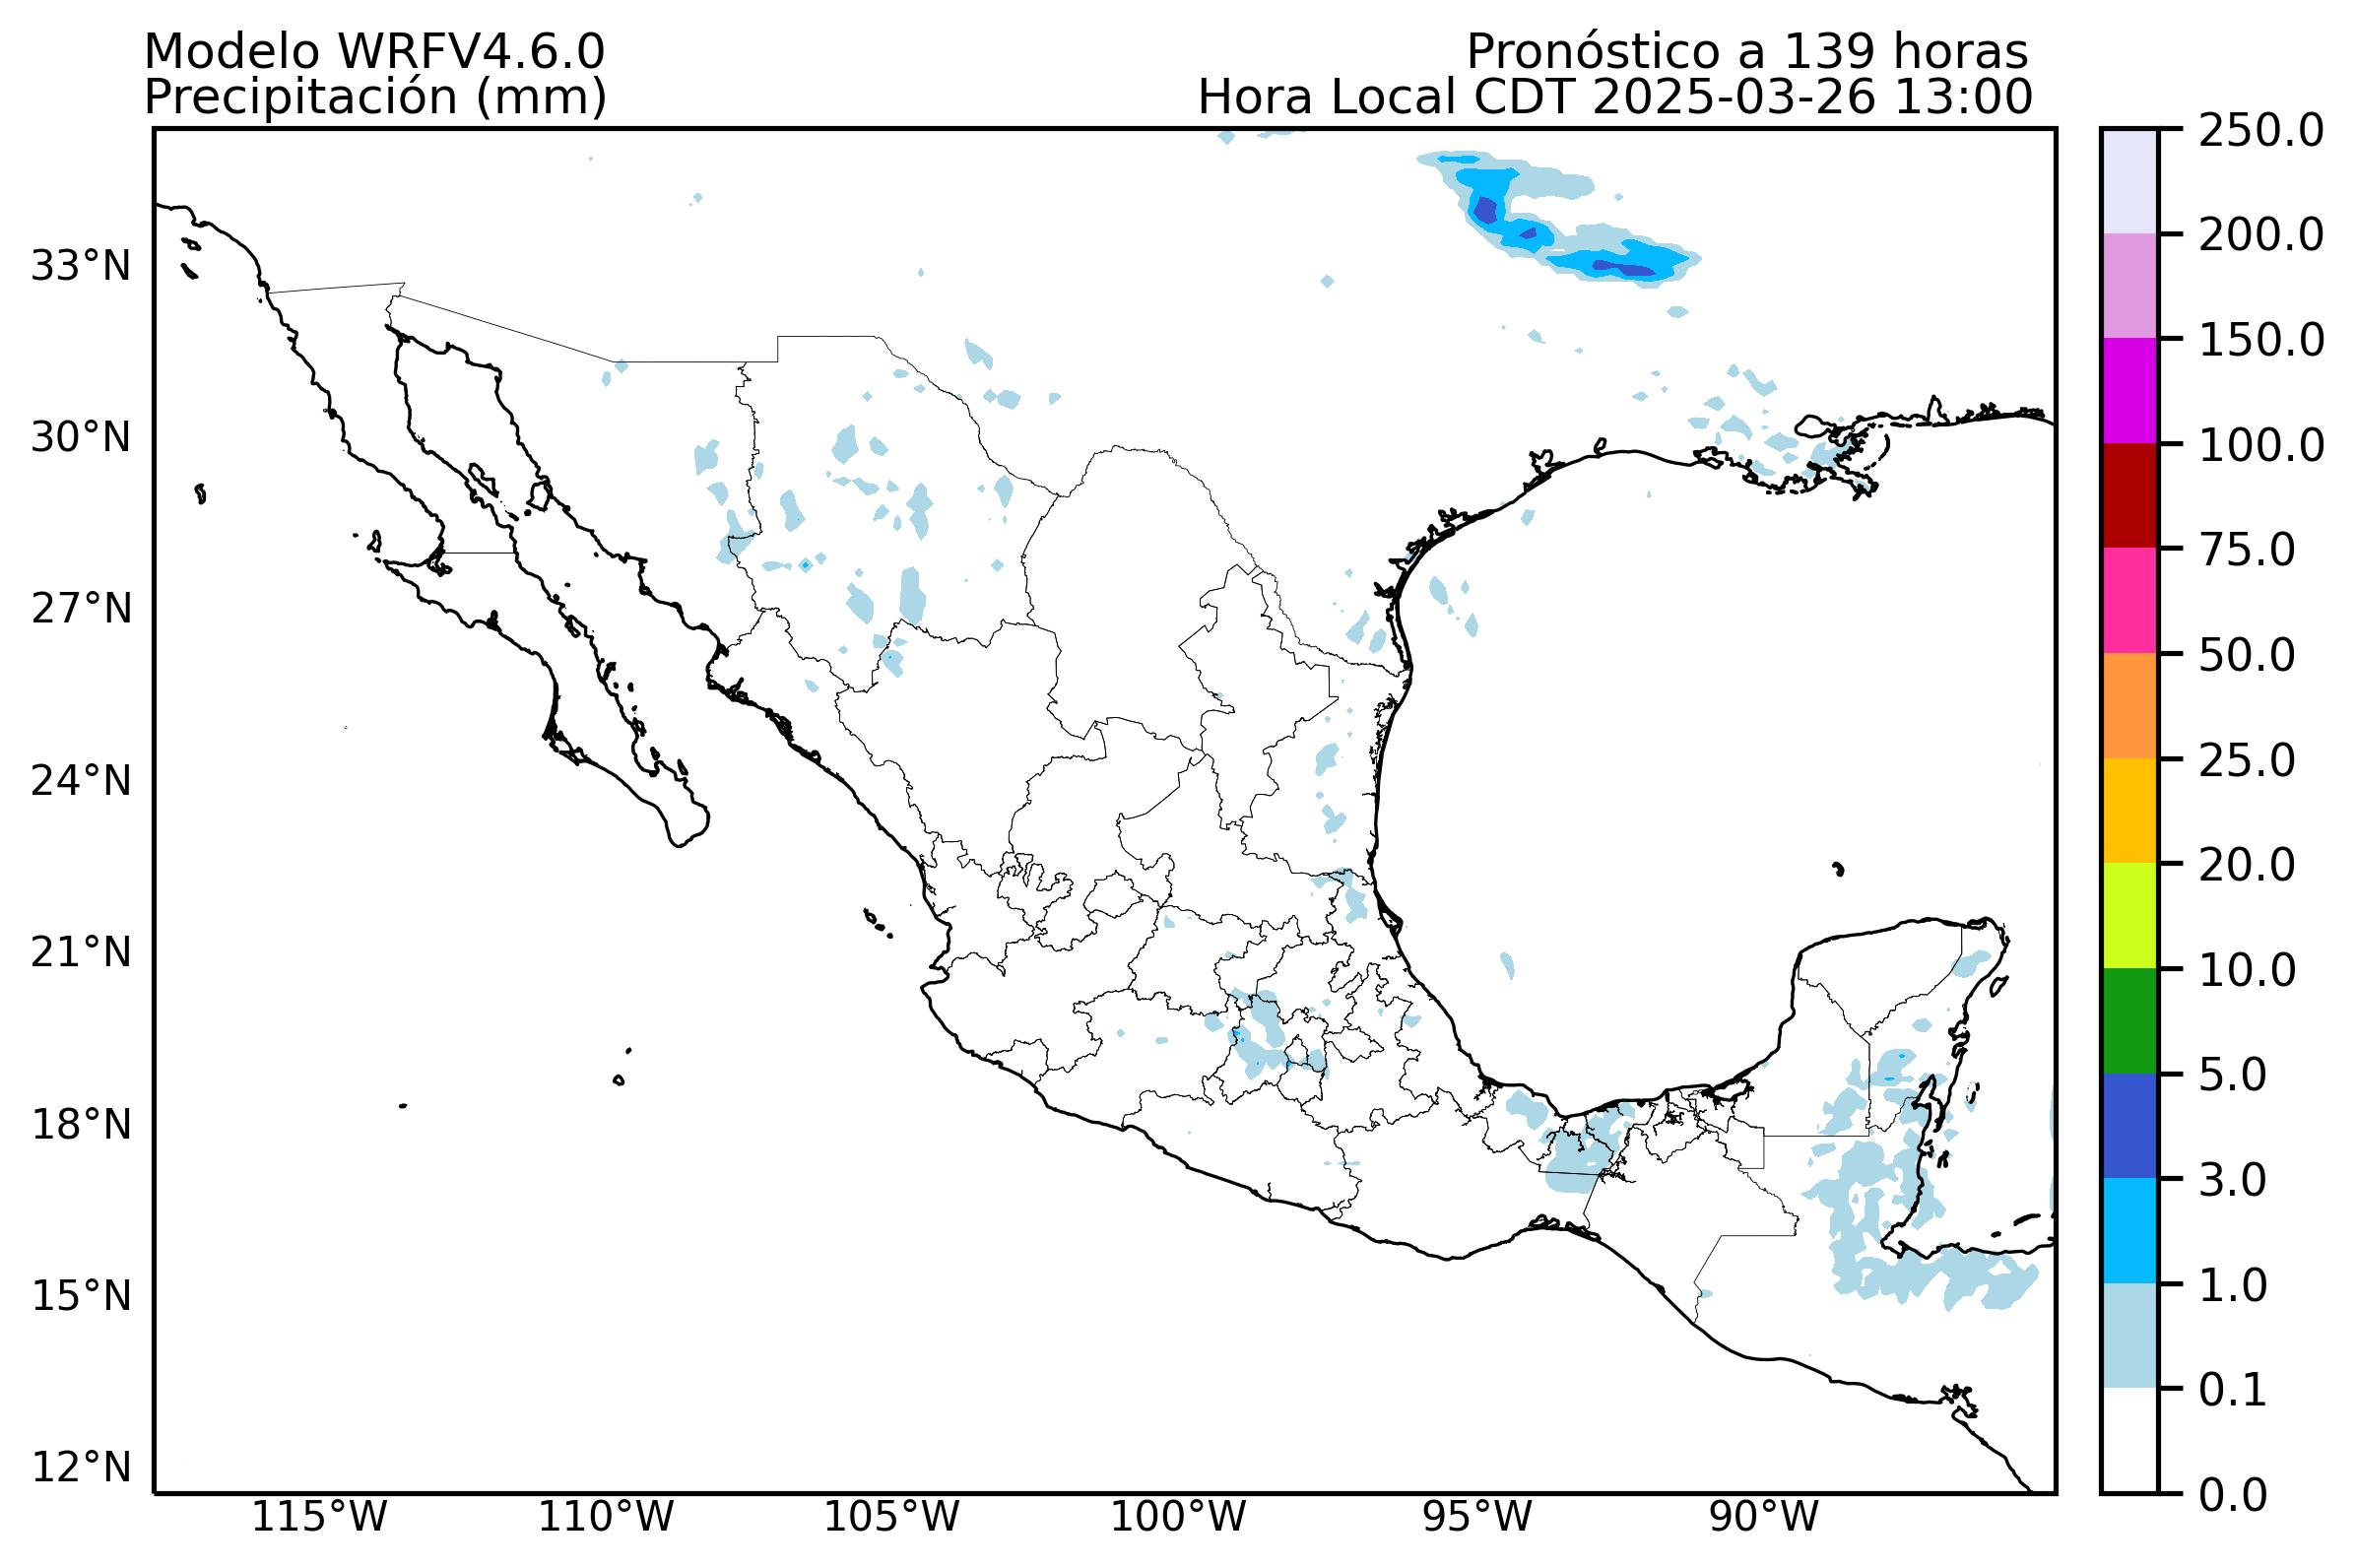 Modelo WRFV4.6.0
Precipitación (mm)
Pronóstico a 139 horas
Hora Local CDT 2025-03-26 13:00
33°N
30°N
27°N
24°N
21°N
18°N
15°N
12°N
115°W
110°W
105°W
100°W
95°W
90°W
250.0
200.0
150.0
100.0
75.0
50.0
25.0
20.0
10.0
5.0
3.0
1.0
0.1
0.0